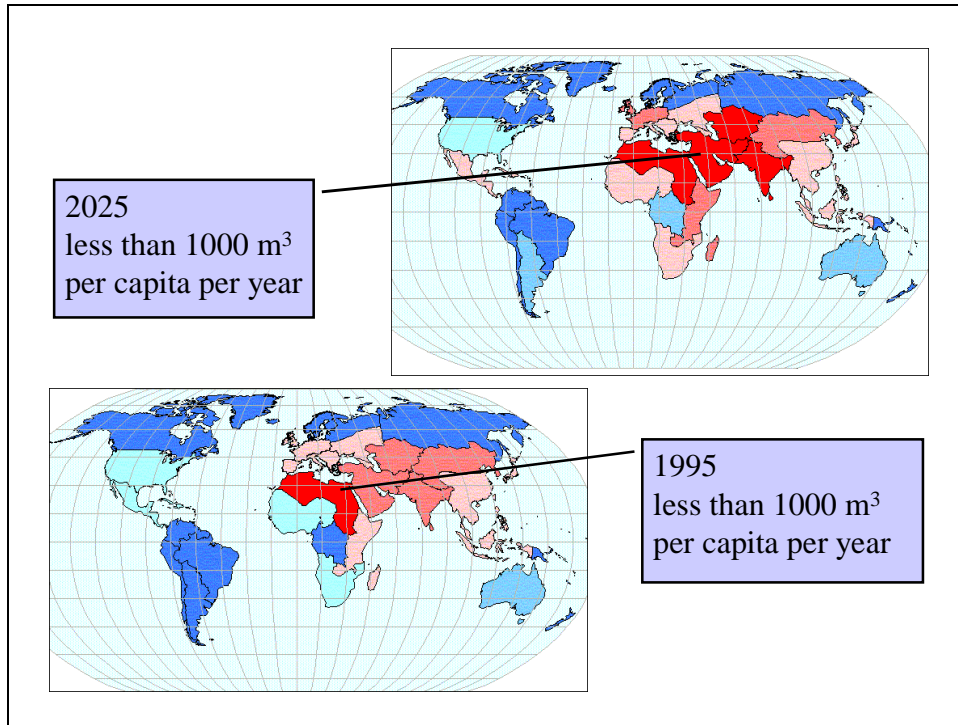 2025
less than 1000 m³
per capita per year
1995
less than 1000 m³
per capita per year